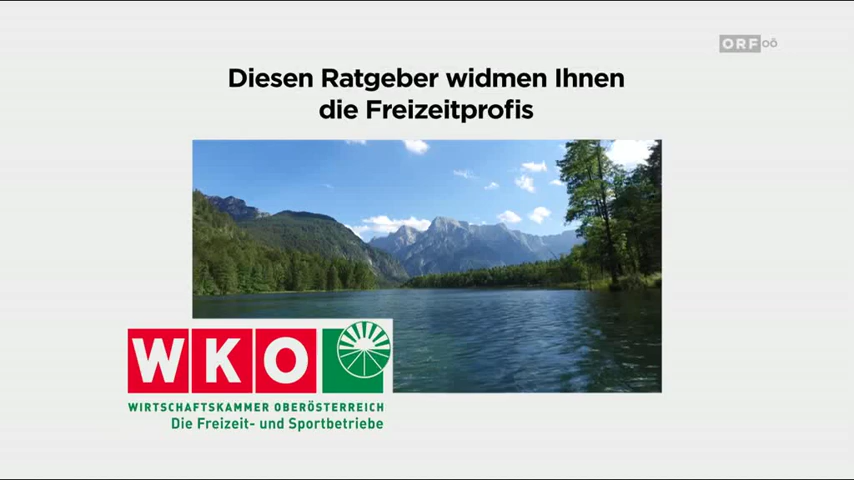 ORF OÖ
Diesen Ratgeber widmen Ihnen
die Freizeitprofis
WKO
WIRTSCHAFTSKAMMER OBERÖSTERREICH
Die Freizeit- und Sportbetriebe